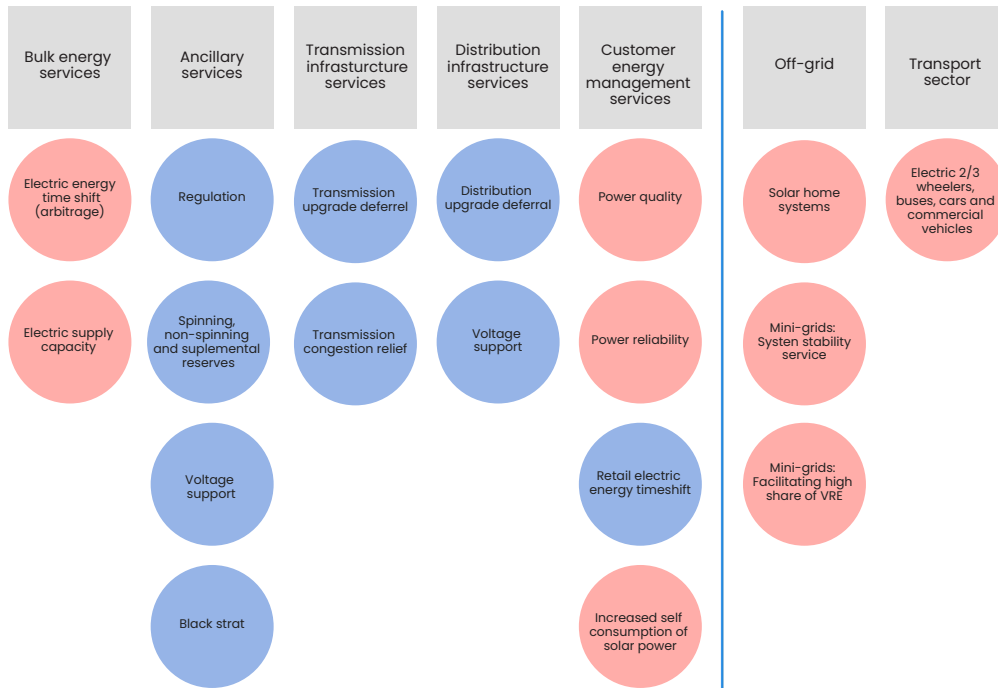 Bulk energy
services
Ancillary
services
Transmission
infrasturcture
services
Distribution
infrastructure
services
Customer
energy
management
services
Off-grid
Transport
sector
Electric energy
time shift
(arbitrage)
Regulation
Transmission
upgrade deferrel
Distribution
upgrade deferral
Power quality
Solar home
systems
Electric 2/3
wheelers,
buses, cars and
commercial
vehicles
Electric supply
capacity
Spinning,
non-spinning
and suplemental
reserves
Transmission
congestion relief
Voltage
support
Power reliability
Mini-grids:
Systen stability
service
Voltage
support
Retail electric
energy timeshift
Mini-grids:
Facilitating high
share of VRE
Black strat
Increased self
consumption of
solar power